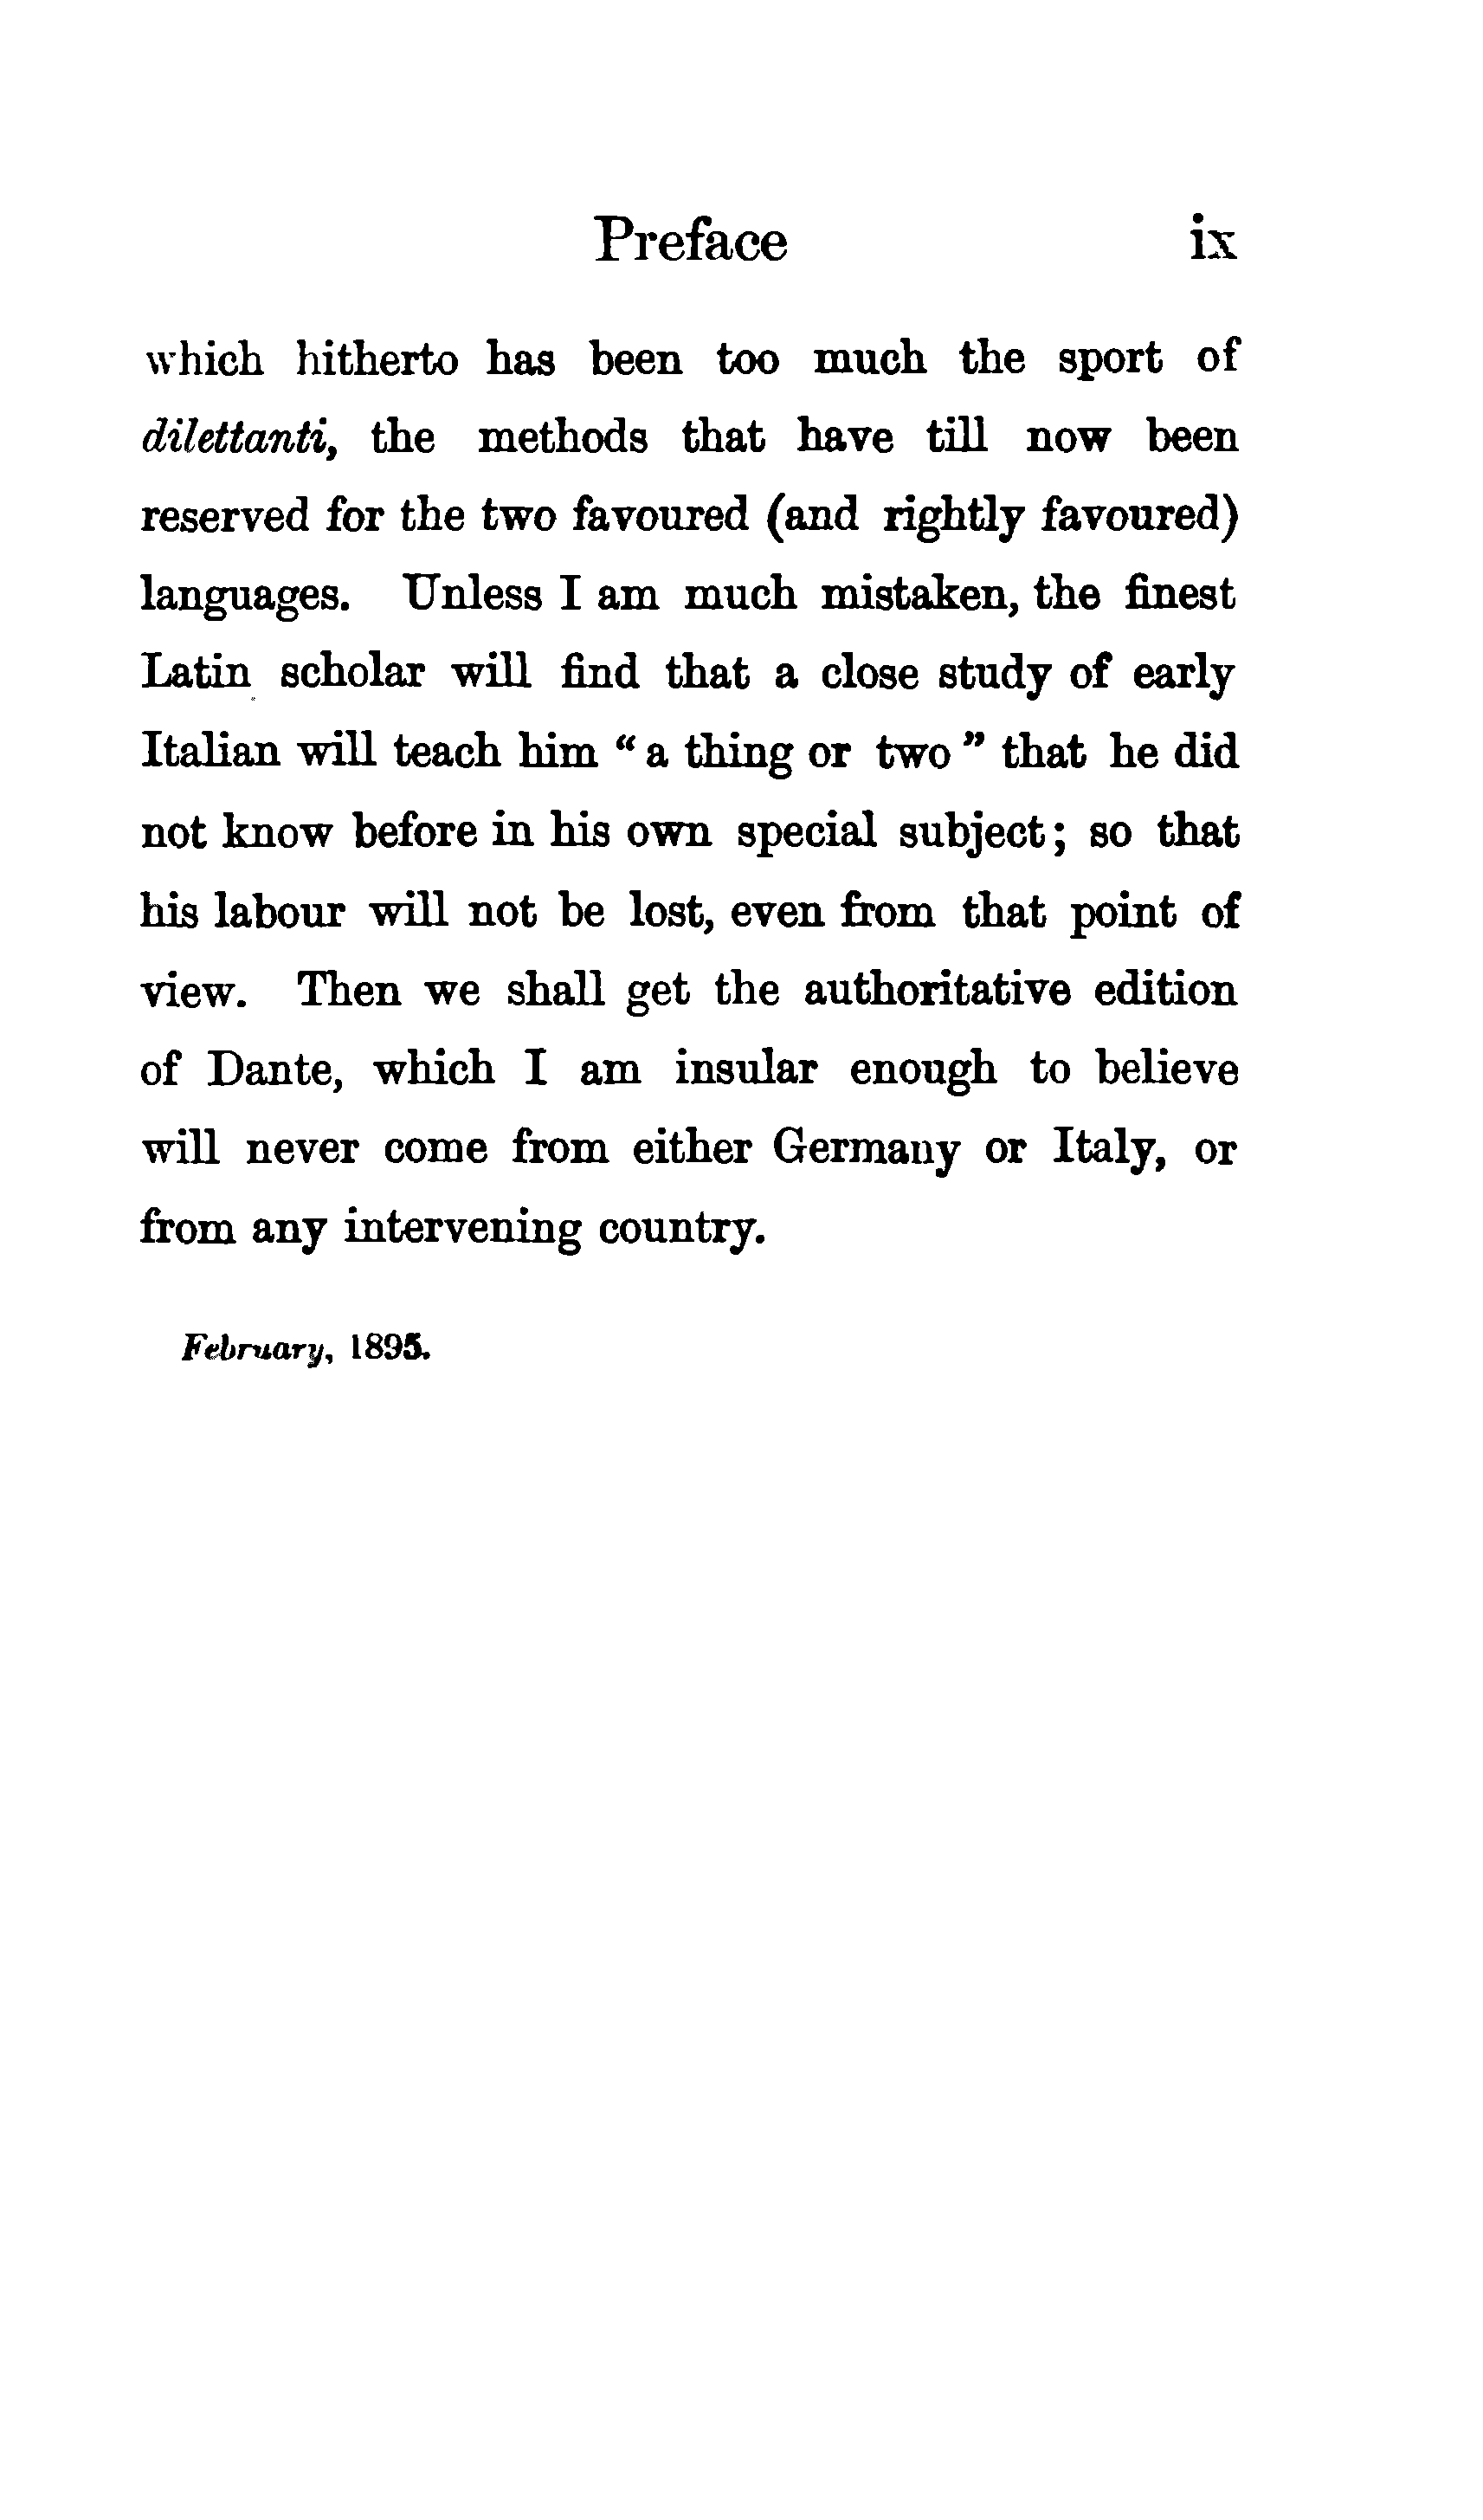 Preface ix
which hitherto has been too much the sport of
dilettanti, the methods that have till now been
reserved for the two favoured (and rightly favoured)
languages. Unless I am much mistaken, the finest
Latin scholar will find that a close study of early
Italian will teach him " a thing or two " that he did
not know before in his own special subject; so that
his labour will not be lost, even from that point of
view. Then we shall get the authoritative edition
of Dante, which I am insular enough to believe
will never come from either Germany or Italy, or
from any intervening country.
February, 1895.